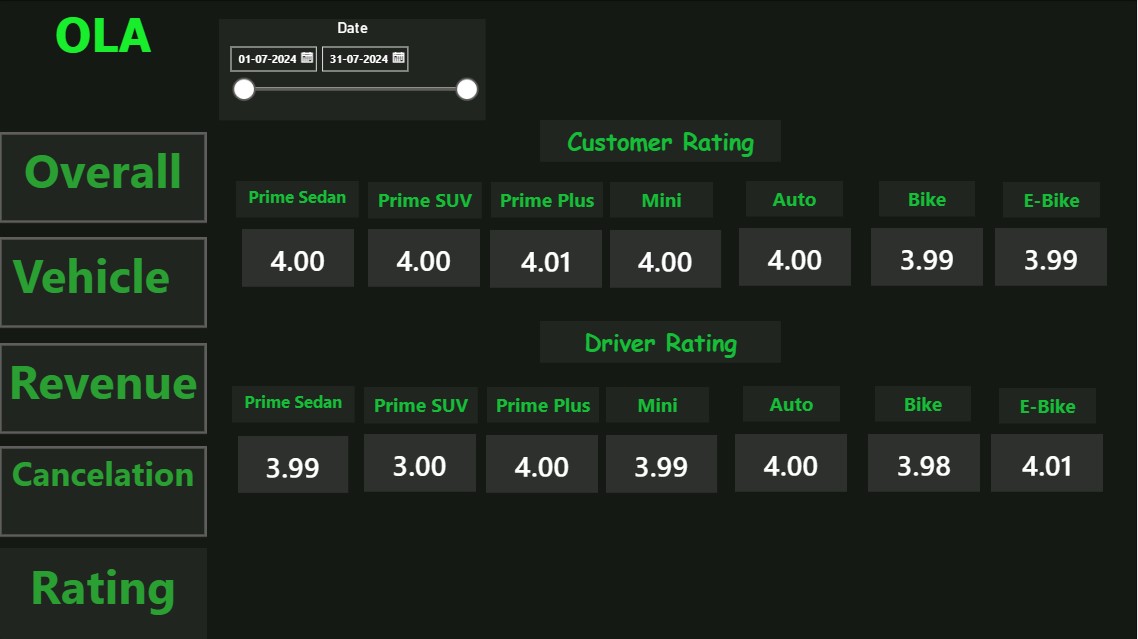 OLA
Date
01-07-2024 31-07-2024
Overall
Vehicle
Revenue
Cancelation
Rating
Customer Rating
Prime Sedan Prime SUV Prime Plus Mini Auto Bike E-Bike
4.00 4.00 4.01 4.00 4.00 3.99 3.99
Driver Rating
Prime Sedan Prime SUV Prime Plus Mini Auto Bike E-Bike
3.99 3.00 4.00 3.99 4.00 3.98 4.01